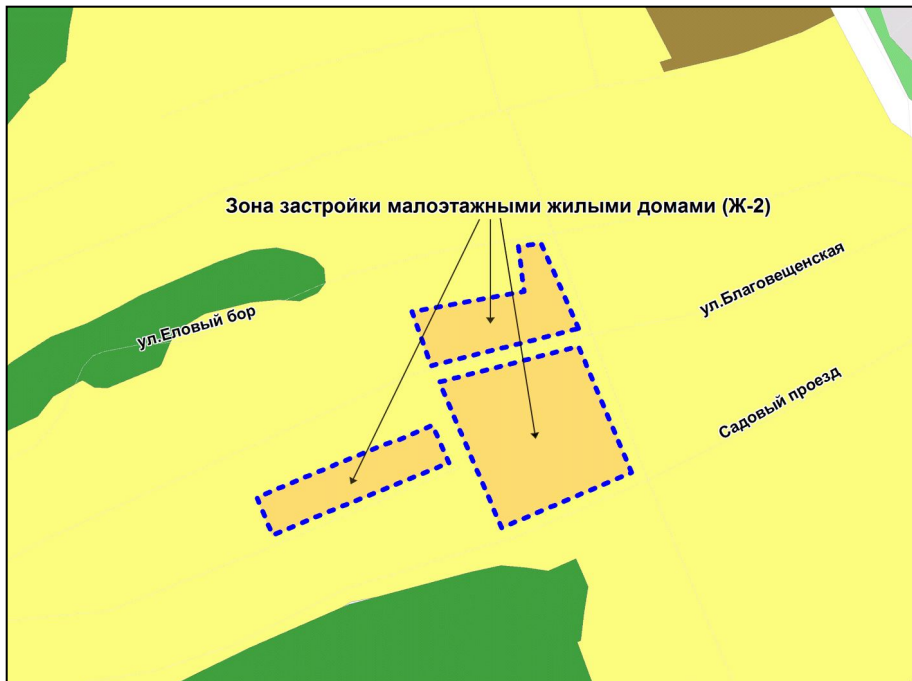 Зона застройки малоэтажными жилыми домами (Ж-2)
ул.Благовещенская
ул.Еловый бор
Садовый проезд